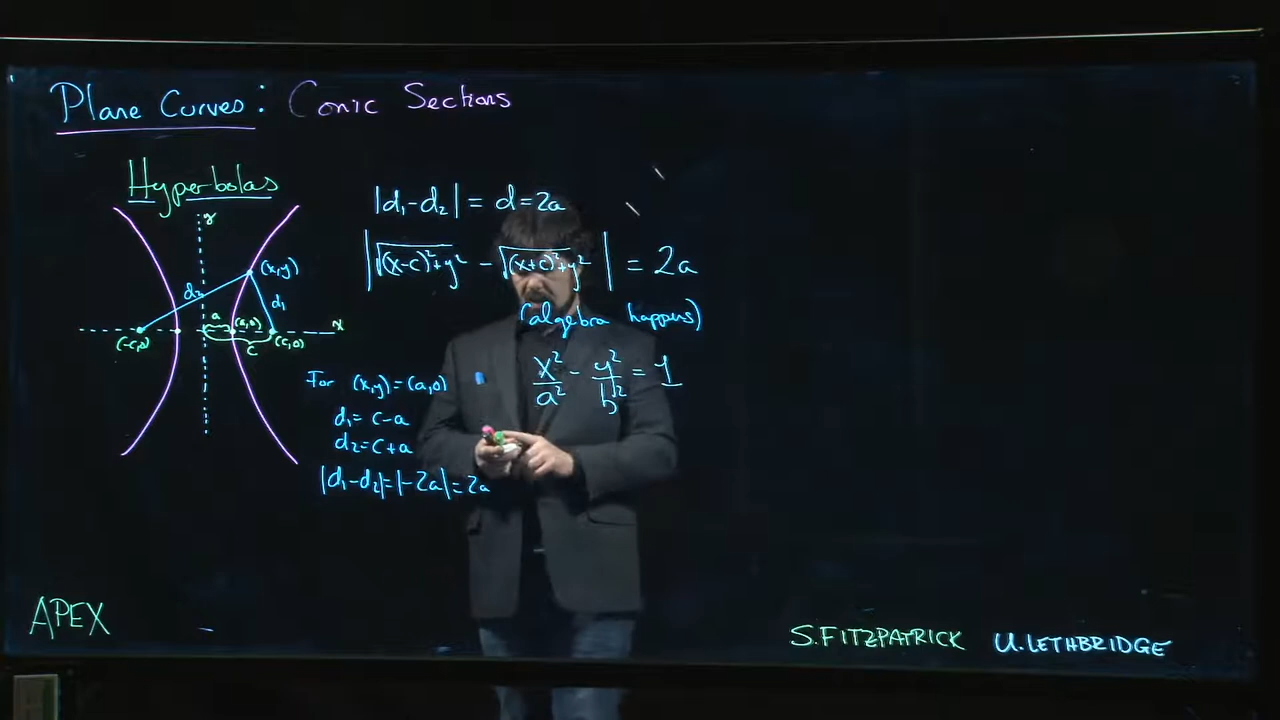 Plane Curves: Conic Sections
Hyperbolas
y
(x,y)
d₂
d₁
a
(a,0)
x
(-c,0)
c
(c,0)
|d₁-d₂| = d = 2a
|√(x-c)²+y² - √(x+c)²+y²| = 2a
(algebra happens)
x²/a² - y²/b² = 1
For (x,y) = (a,0)
d₁ = c-a
d₂ = c+a
|d₁-d₂| = |-2a| = 2a
APEX
S.FITZPATRICK U.LETHBRIDGE